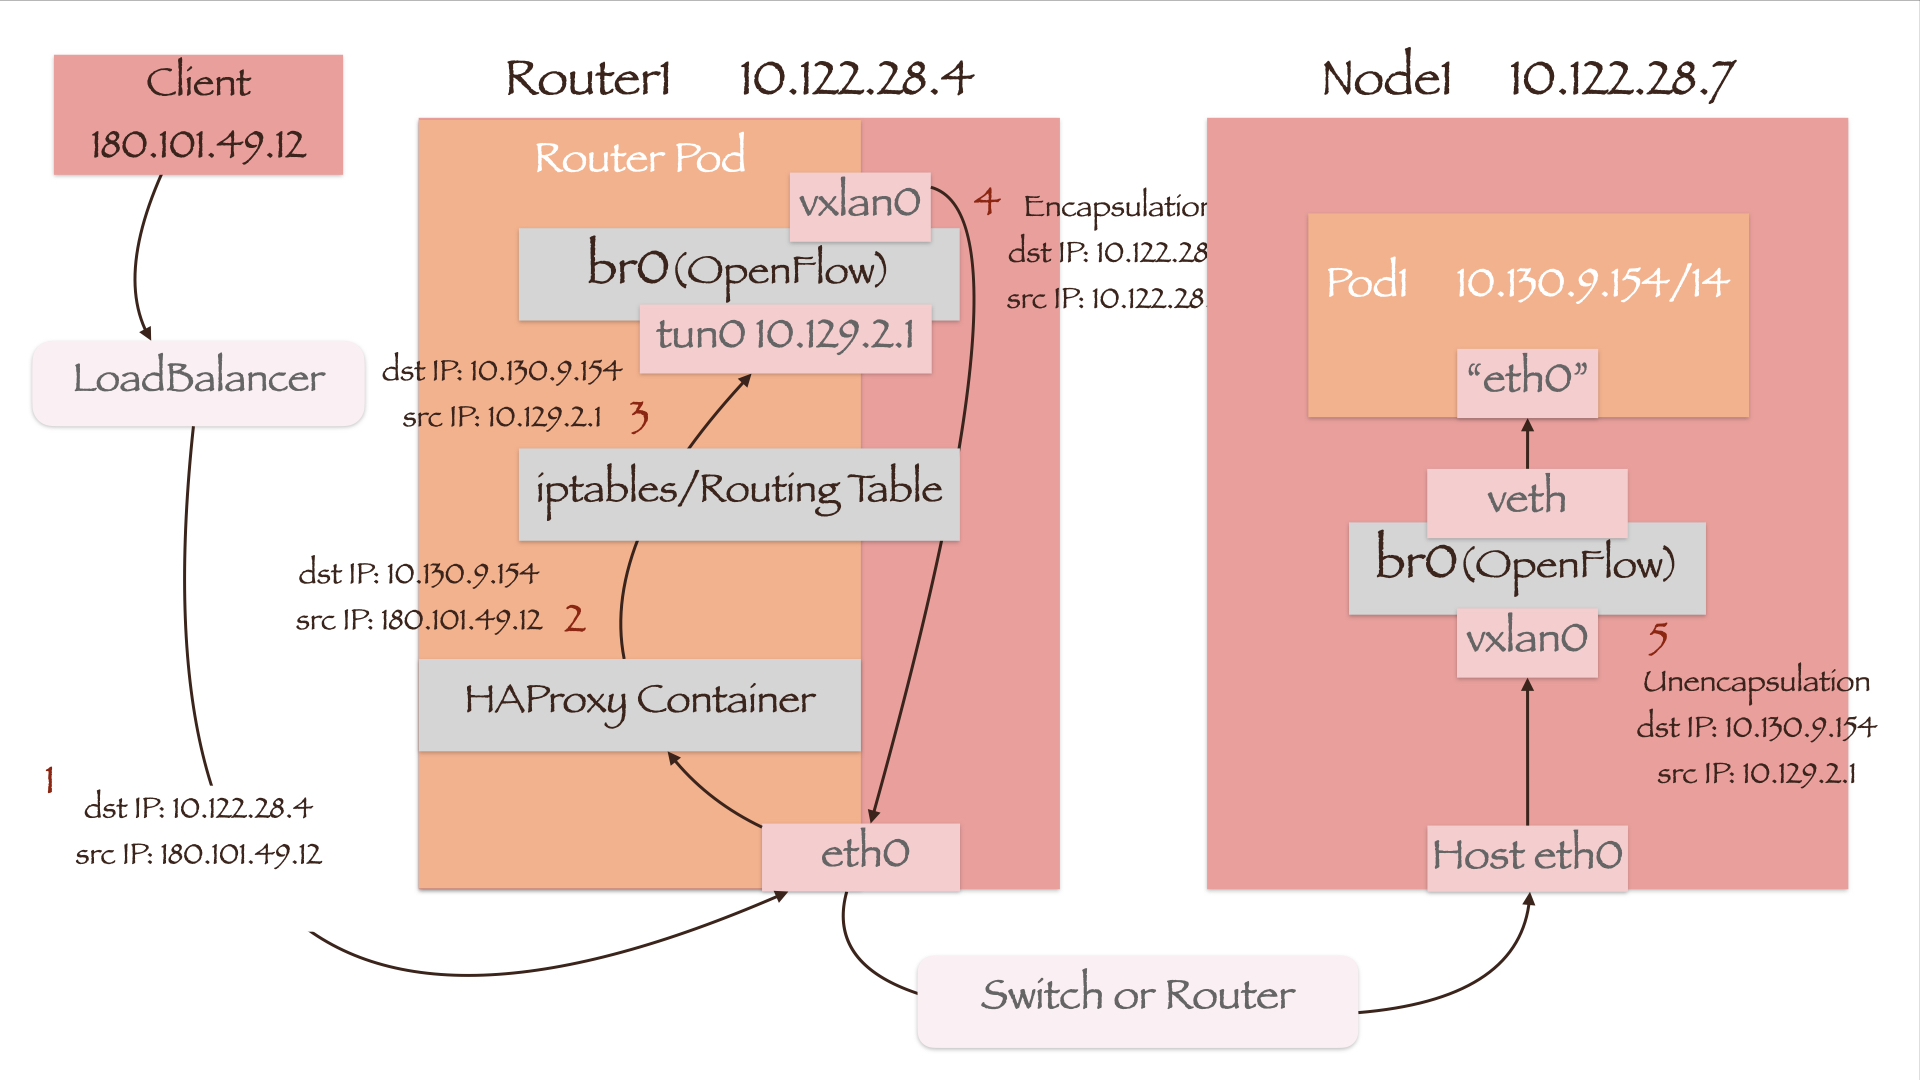 Client
180.101.49.12
LoadBalancer
1
dst IP: 10.122.28.4
src IP: 180.101.49.12
Router1 10.122.28.4
Router Pod
vxlan0
br0(OpenFlow)
tun0 10.129.2.1
dst IP: 10.130.9.154
src IP: 10.129.2.1 3
iptables/Routing Table
dst IP: 10.130.9.154
src IP: 180.101.49.12 2
HAProxy Container
eth0
4 Encapsulation
dst IP: 10.122.28
src IP: 10.122.28.
Switch or Router
Node1 10.122.28.7
Pod1 10.130.9.154/14
“eth0”
veth
br0(OpenFlow)
vxlan0
5
Unencapsulation
dst IP: 10.130.9.154
src IP: 10.129.2.1
Host eth0